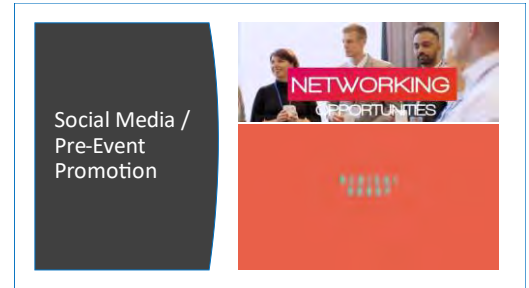 Social Media /
Pre-Event
Promotion
NETWORKING
OPPORTUNITIES